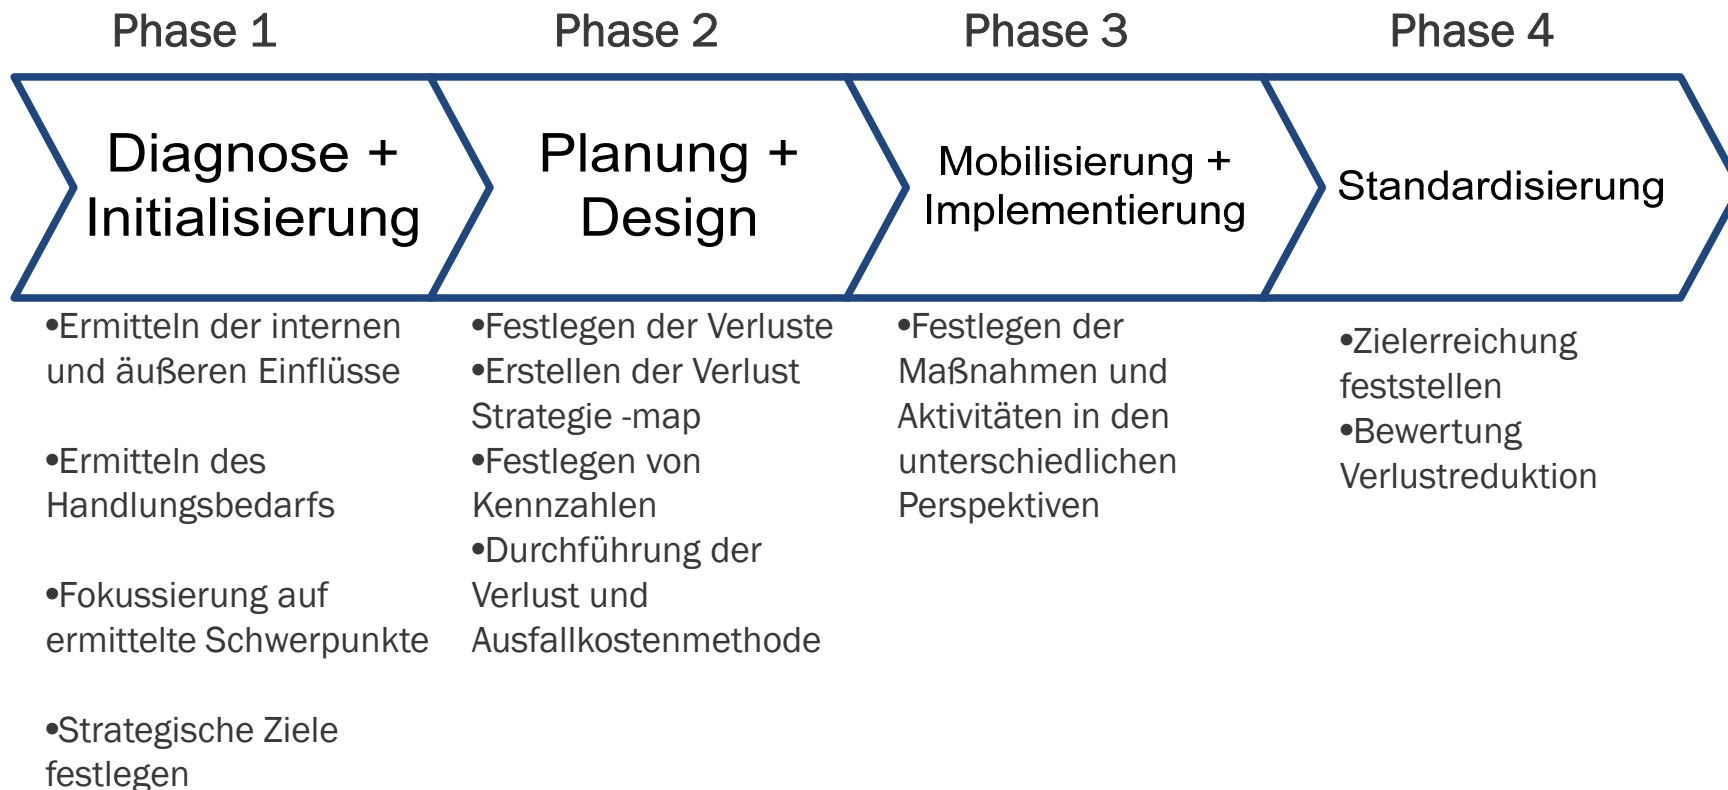 Phase 1
Phase 2
Phase 3
Phase 4
Diagnose +
Initialisierung
Planung +
Design
Mobilisierung +
Implementierung
Standardisierung
•Ermitteln der internen
und äußeren Einflüsse
•Ermitteln des
Handlungsbedarfs
•Fokussierung auf
ermittelte Schwerpunkte
•Strategische Ziele
festlegen
•Festlegen der Verluste
•Erstellen der Verlust
Strategie -map
•Festlegen von
Kennzahlen
•Durchführung der
Verlust und
Ausfallkostenmethode
•Festlegen der
Maßnahmen und
Aktivitäten in den
unterschiedlichen
Perspektiven
•Zielerreichung
feststellen
•Bewertung
Verlustreduktion